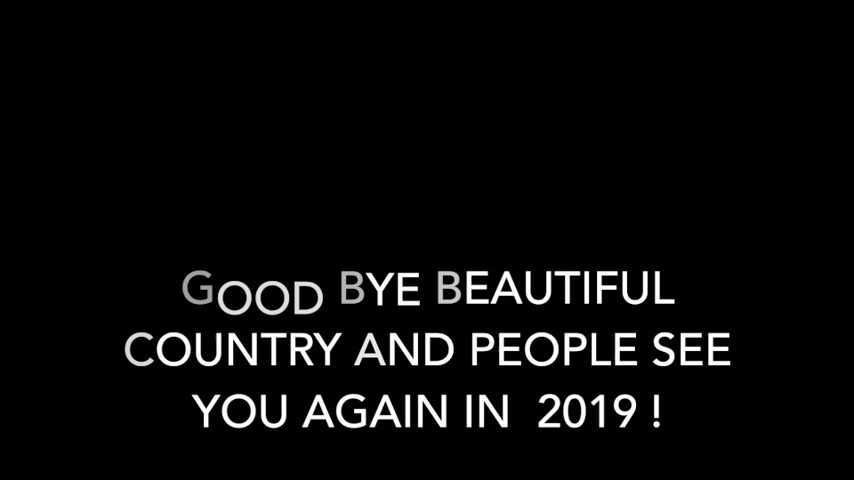 GOOD BYE BEAUTIFUL
COUNTRY AND PEOPLE SEE
YOU AGAIN IN 2019 !